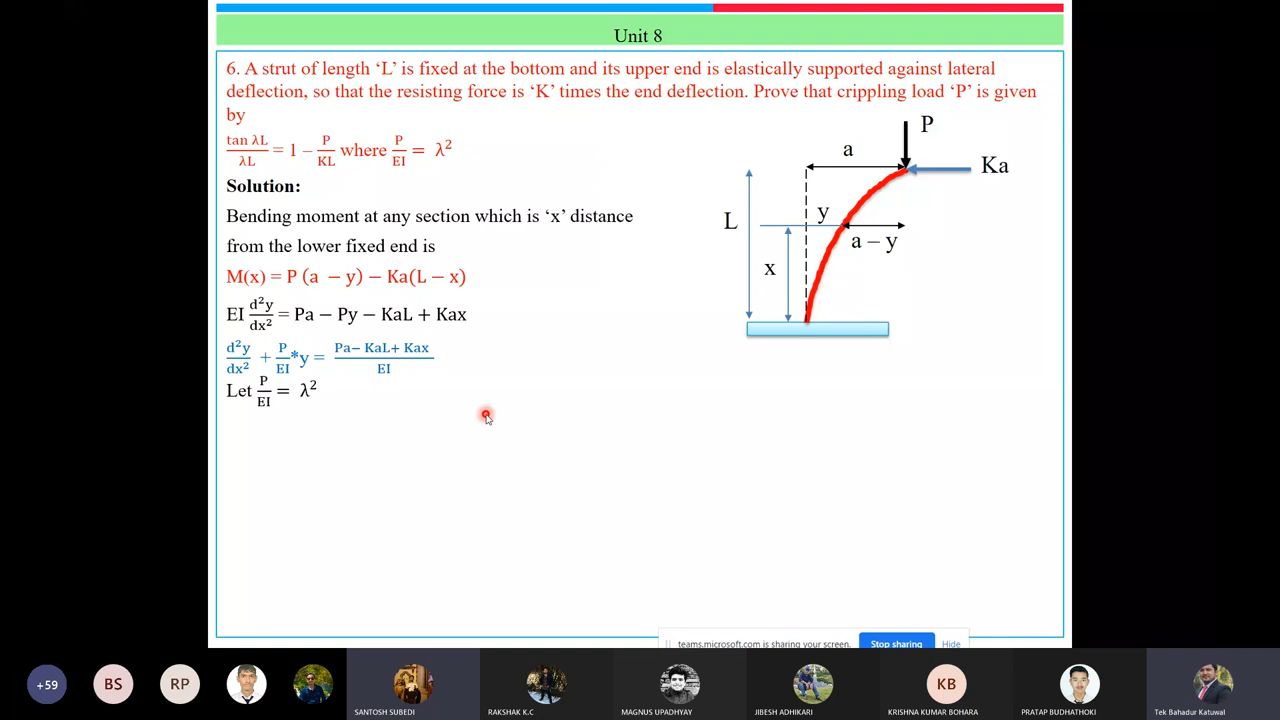 Unit 8
6. A strut of length ‘L’ is fixed at the bottom and its upper end is elastically supported against lateral
deflection, so that the resisting force is ‘K’ times the end deflection. Prove that crippling load ‘P’ is given
by
tan λL / λL = 1 − P / KL where P / EI = λ²
Solution:
Bending moment at any section which is ‘x’ distance
from the lower fixed end is
M(x) = P (a − y) − Ka(L − x)
EI d²y / dx² = Pa − Py − KaL + Kax
d²y / dx² + P / EI *y = Pa− KaL+ Kax / EI
Let P / EI = λ²
P
a
Ka
L
y
a − y
x
teams.microsoft.com is sharing your screen.
Stop sharing
Hide
+59
BS
RP
KB
SANTOSH SUBEDI
RAKSHAK K.C
MAGNUS UPADHYAY
JIBESH ADHIKARI
KRISHNA KUMAR BOHARA
PRATAP BUDHATHOKI
Tek Bahadur Katuwal